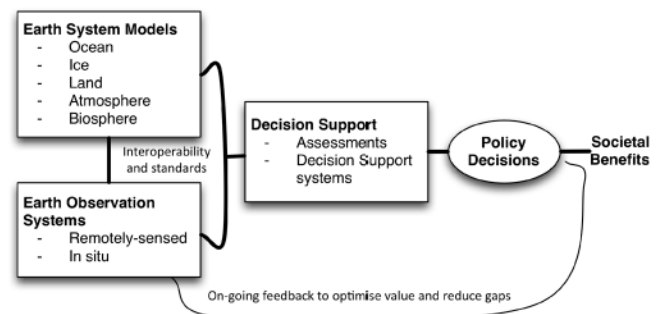 Earth System Models
- Ocean
- Ice
- Land
- Atmosphere
- Biosphere
Interoperability
and standards
Earth Observation
Systems
- Remotely-sensed
- In situ
Decision Support
- Assessments
- Decision Support
systems
Policy
Decisions
Societal
Benefits
On-going feedback to optimise value and reduce gaps